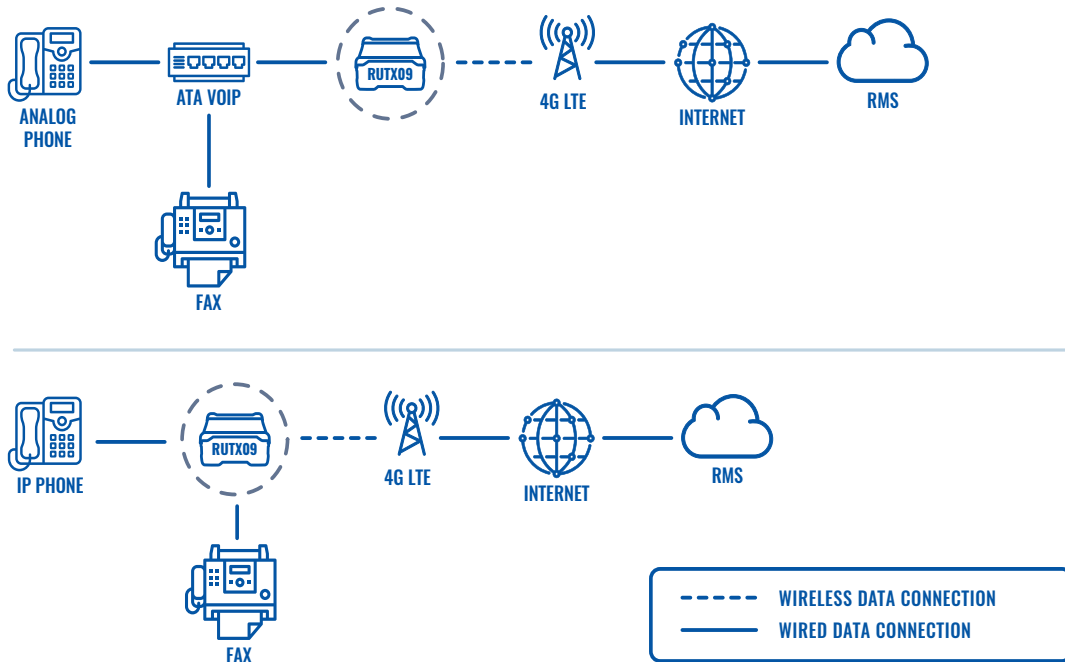 RUTX09
ATA VOIP
4G LTE
INTERNET
RMS
ANALOG
PHONE
FAX
RUTX09
IP PHONE
4G LTE
INTERNET
RMS
FAX
WIRELESS DATA CONNECTION
WIRED DATA CONNECTION